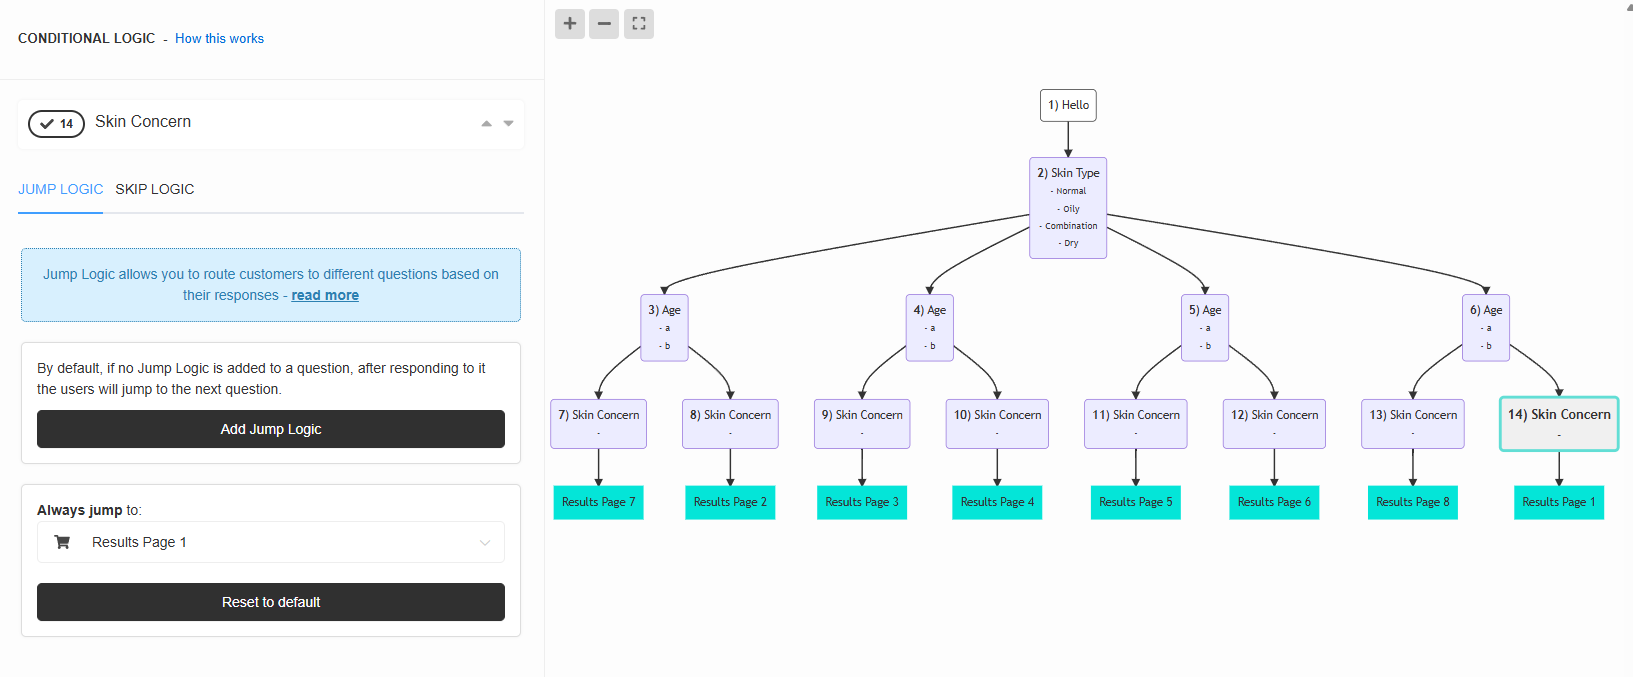 CONDITIONAL LOGIC - How this works
14 Skin Concern
JUMP LOGIC SKIP LOGIC
Jump Logic allows you to route customers to different questions based on
their responses - read more
By default, if no Jump Logic is added to a question, after responding to it
the users will jump to the next question.
Add Jump Logic
Always jump to:
Results Page 1
Reset to default
1) Hello
2) Skin Type
- Normal
- Oily
- Combination
- Dry
3) Age
- a
- b
4) Age
- a
- b
5) Age
- a
- b
6) Age
- a
- b
7) Skin Concern
-
8) Skin Concern
-
9) Skin Concern
-
10) Skin Concern
-
11) Skin Concern
-
12) Skin Concern
-
13) Skin Concern
-
14) Skin Concern
-
Results Page 7
Results Page 2
Results Page 3
Results Page 4
Results Page 5
Results Page 6
Results Page 8
Results Page 1